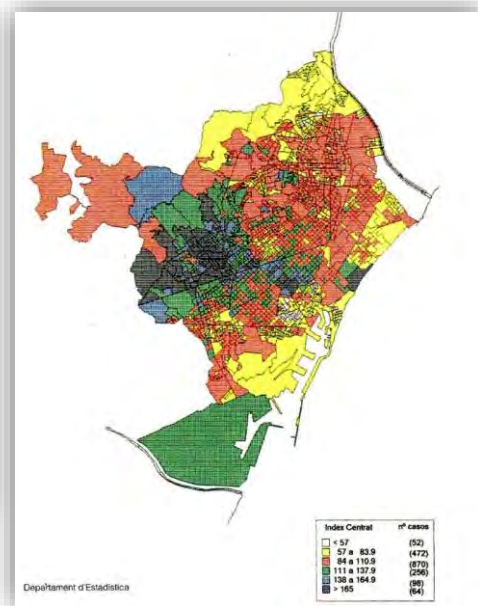 Index Central nº casos
< 57 (52)
57 a 83.9 (472)
84 a 110.9 (870)
111 a 137.9 (256)
138 a 164.9 (98)
> 165 (64)
Departament d'Estadística